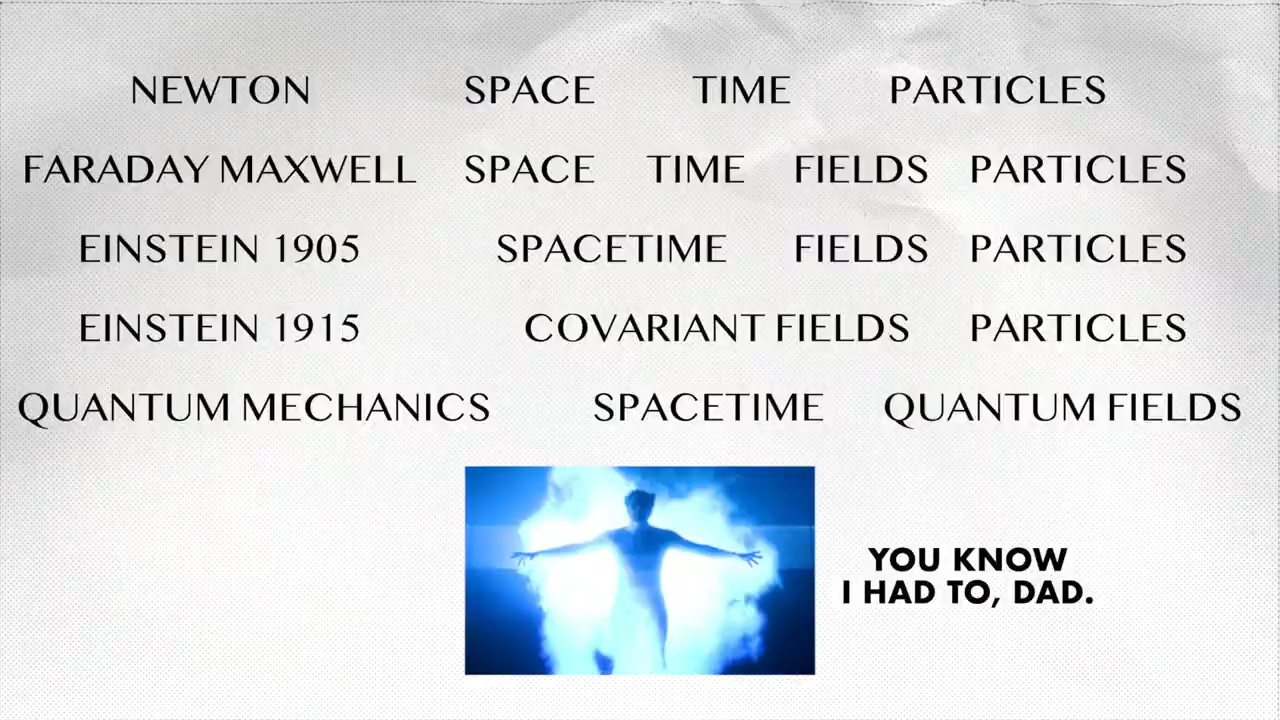 NEWTON SPACE TIME PARTICLES
FARADAY MAXWELL SPACE TIME FIELDS PARTICLES
EINSTEIN 1905 SPACETIME FIELDS PARTICLES
EINSTEIN 1915 COVARIANT FIELDS PARTICLES
QUANTUM MECHANICS SPACETIME QUANTUM FIELDS
YOU KNOW
I HAD TO, DAD.